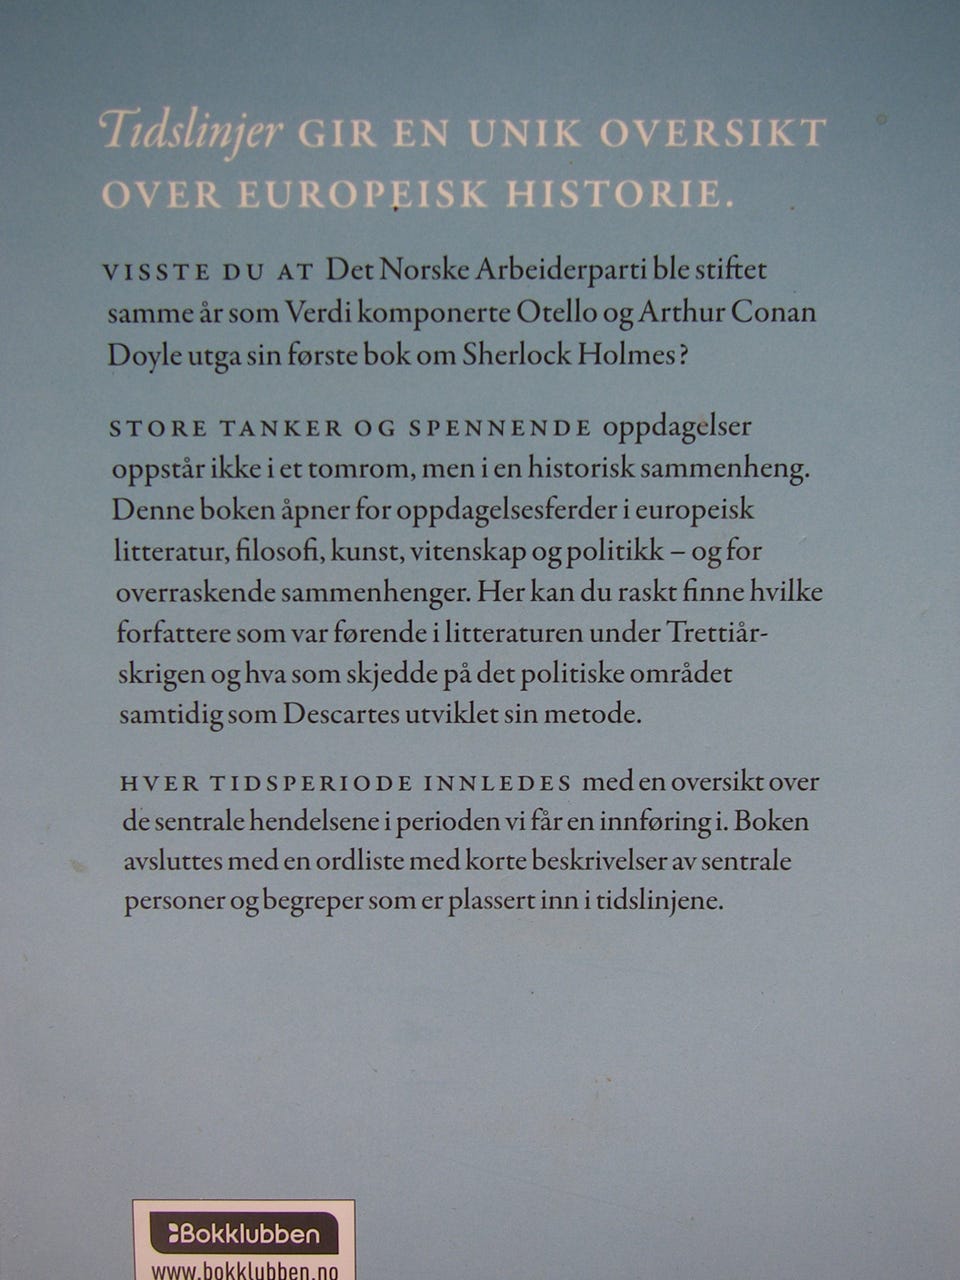 Tidslinjer GIR EN UNIK OVERSIKT
OVER EUROPEISK HISTORIE.
VISSTE DU AT Det Norske Arbeiderparti ble stiftet
samme år som Verdi komponerte Otello og Arthur Conan
Doyle utga sin første bok om Sherlock Holmes?
STORE TANKER OG SPENNENDE oppdagelser
oppstår ikke i et tomrom, men i en historisk sammenheng.
Denne boken åpner for oppdagelsesferder i europeisk
litteratur, filosofi, kunst, vitenskap og politikk – og for
overraskende sammenhenger. Her kan du raskt finne hvilke
forfattere som var førende i litteraturen under Trettiår-
skrigen og hva som skjedde på det politiske området
samtidig som Descartes utviklet sin metode.
HVER TIDSPERIODE INNLEDES med en oversikt over
de sentrale hendelsene i perioden vi får en innføring i. Boken
avsluttes med en ordliste med korte beskrivelser av sentrale
personer og begreper som er plassert inn i tidslinjene.
Bokklubben
www.bokklubben.no